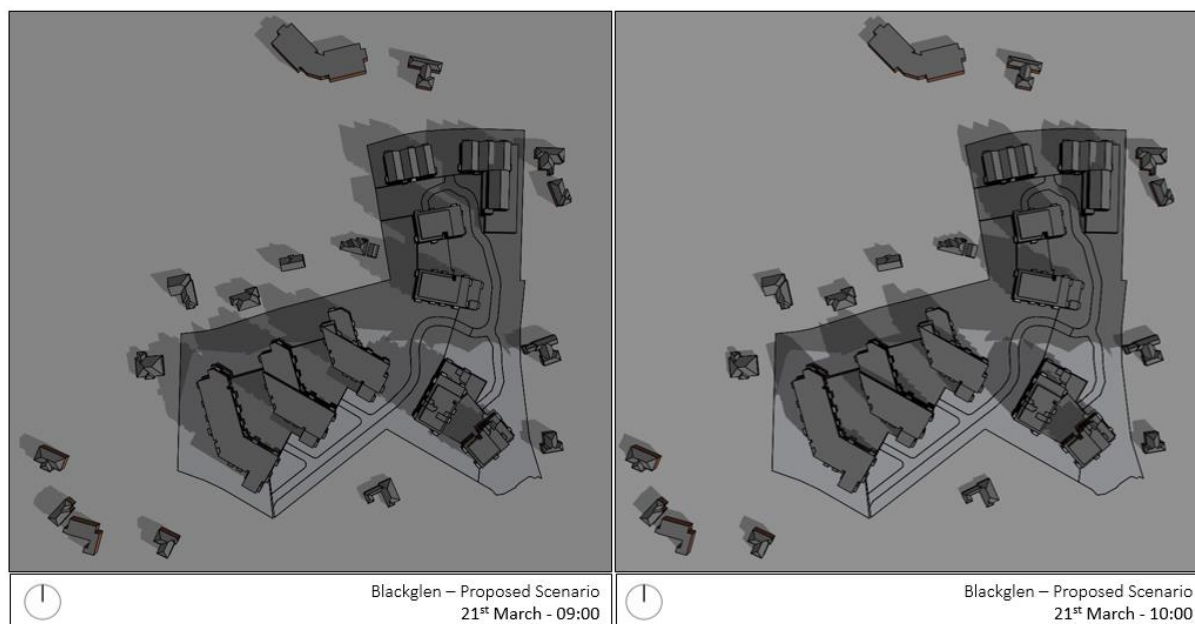 Blackglen – Proposed Scenario
21st March - 09:00
Blackglen – Proposed Scenario
21st March - 10:00